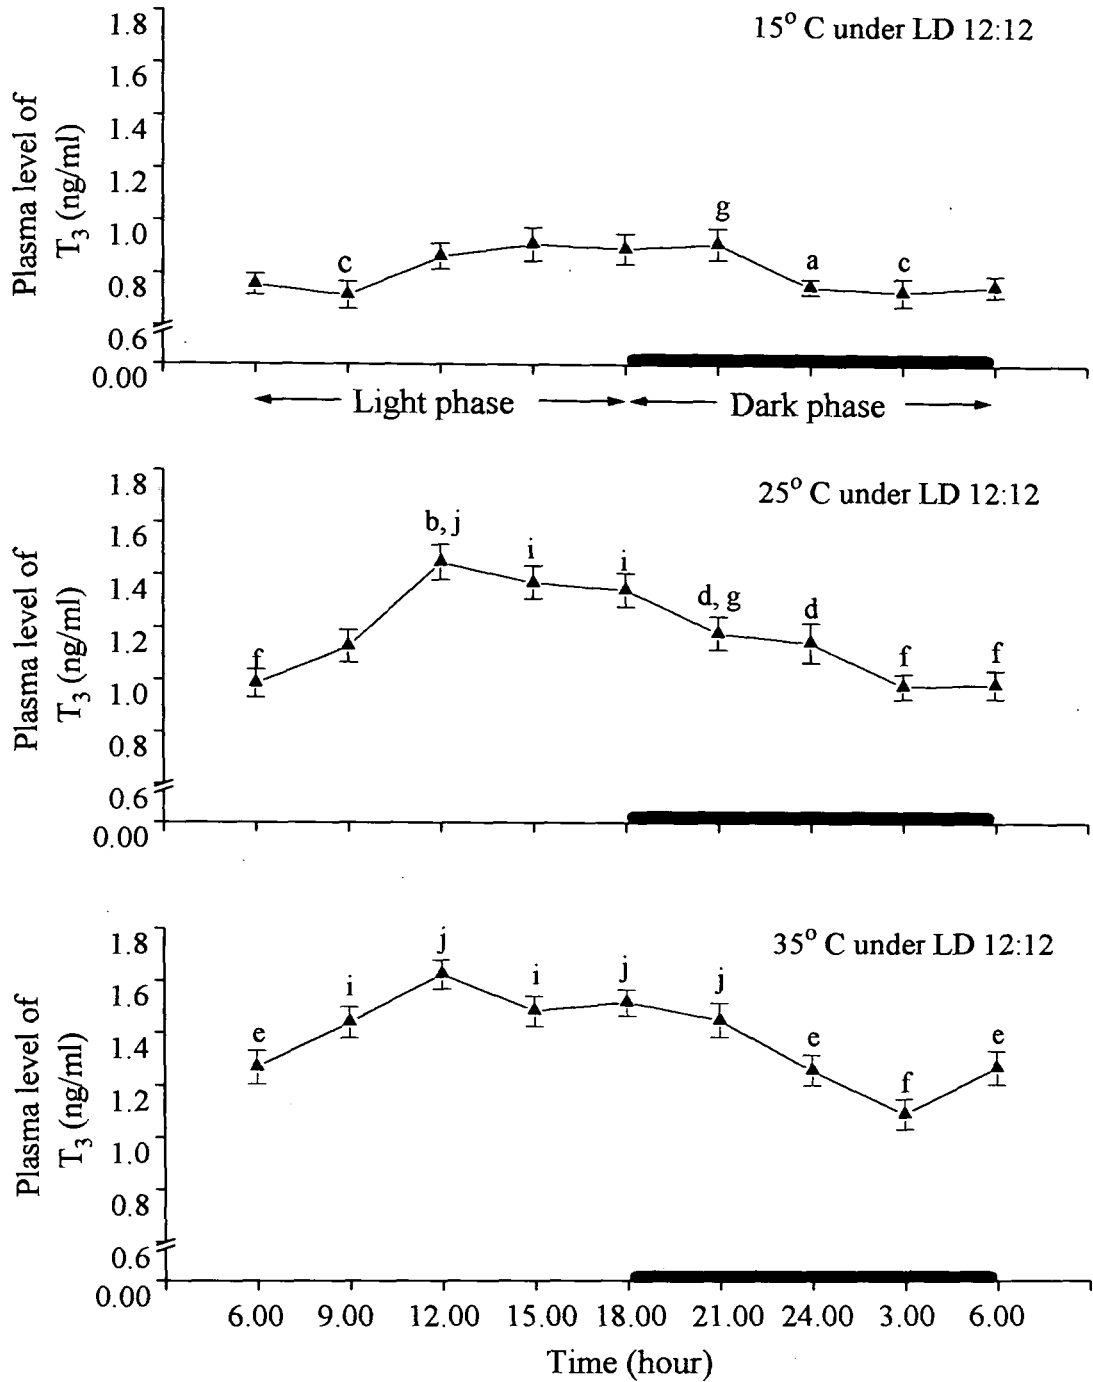 15° C under LD 12:12
Plasma level of
T₃ (ng/ml)
1.8
1.6
1.4
1.2
1.0
0.8
0.6
0.00
c
g
a
c
Light phase
Dark phase
25° C under LD 12:12
Plasma level of
T₃ (ng/ml)
1.8
1.6
1.4
1.2
1.0
0.8
0.6
0.00
f
b, j
i
i
d, g
d
f
f
35° C under LD 12:12
Plasma level of
T₃ (ng/ml)
1.8
1.6
1.4
1.2
1.0
0.8
0.6
0.00
e
i
j
i
j
j
e
f
e
6.00 9.00 12.00 15.00 18.00 21.00 24.00 3.00 6.00
Time (hour)